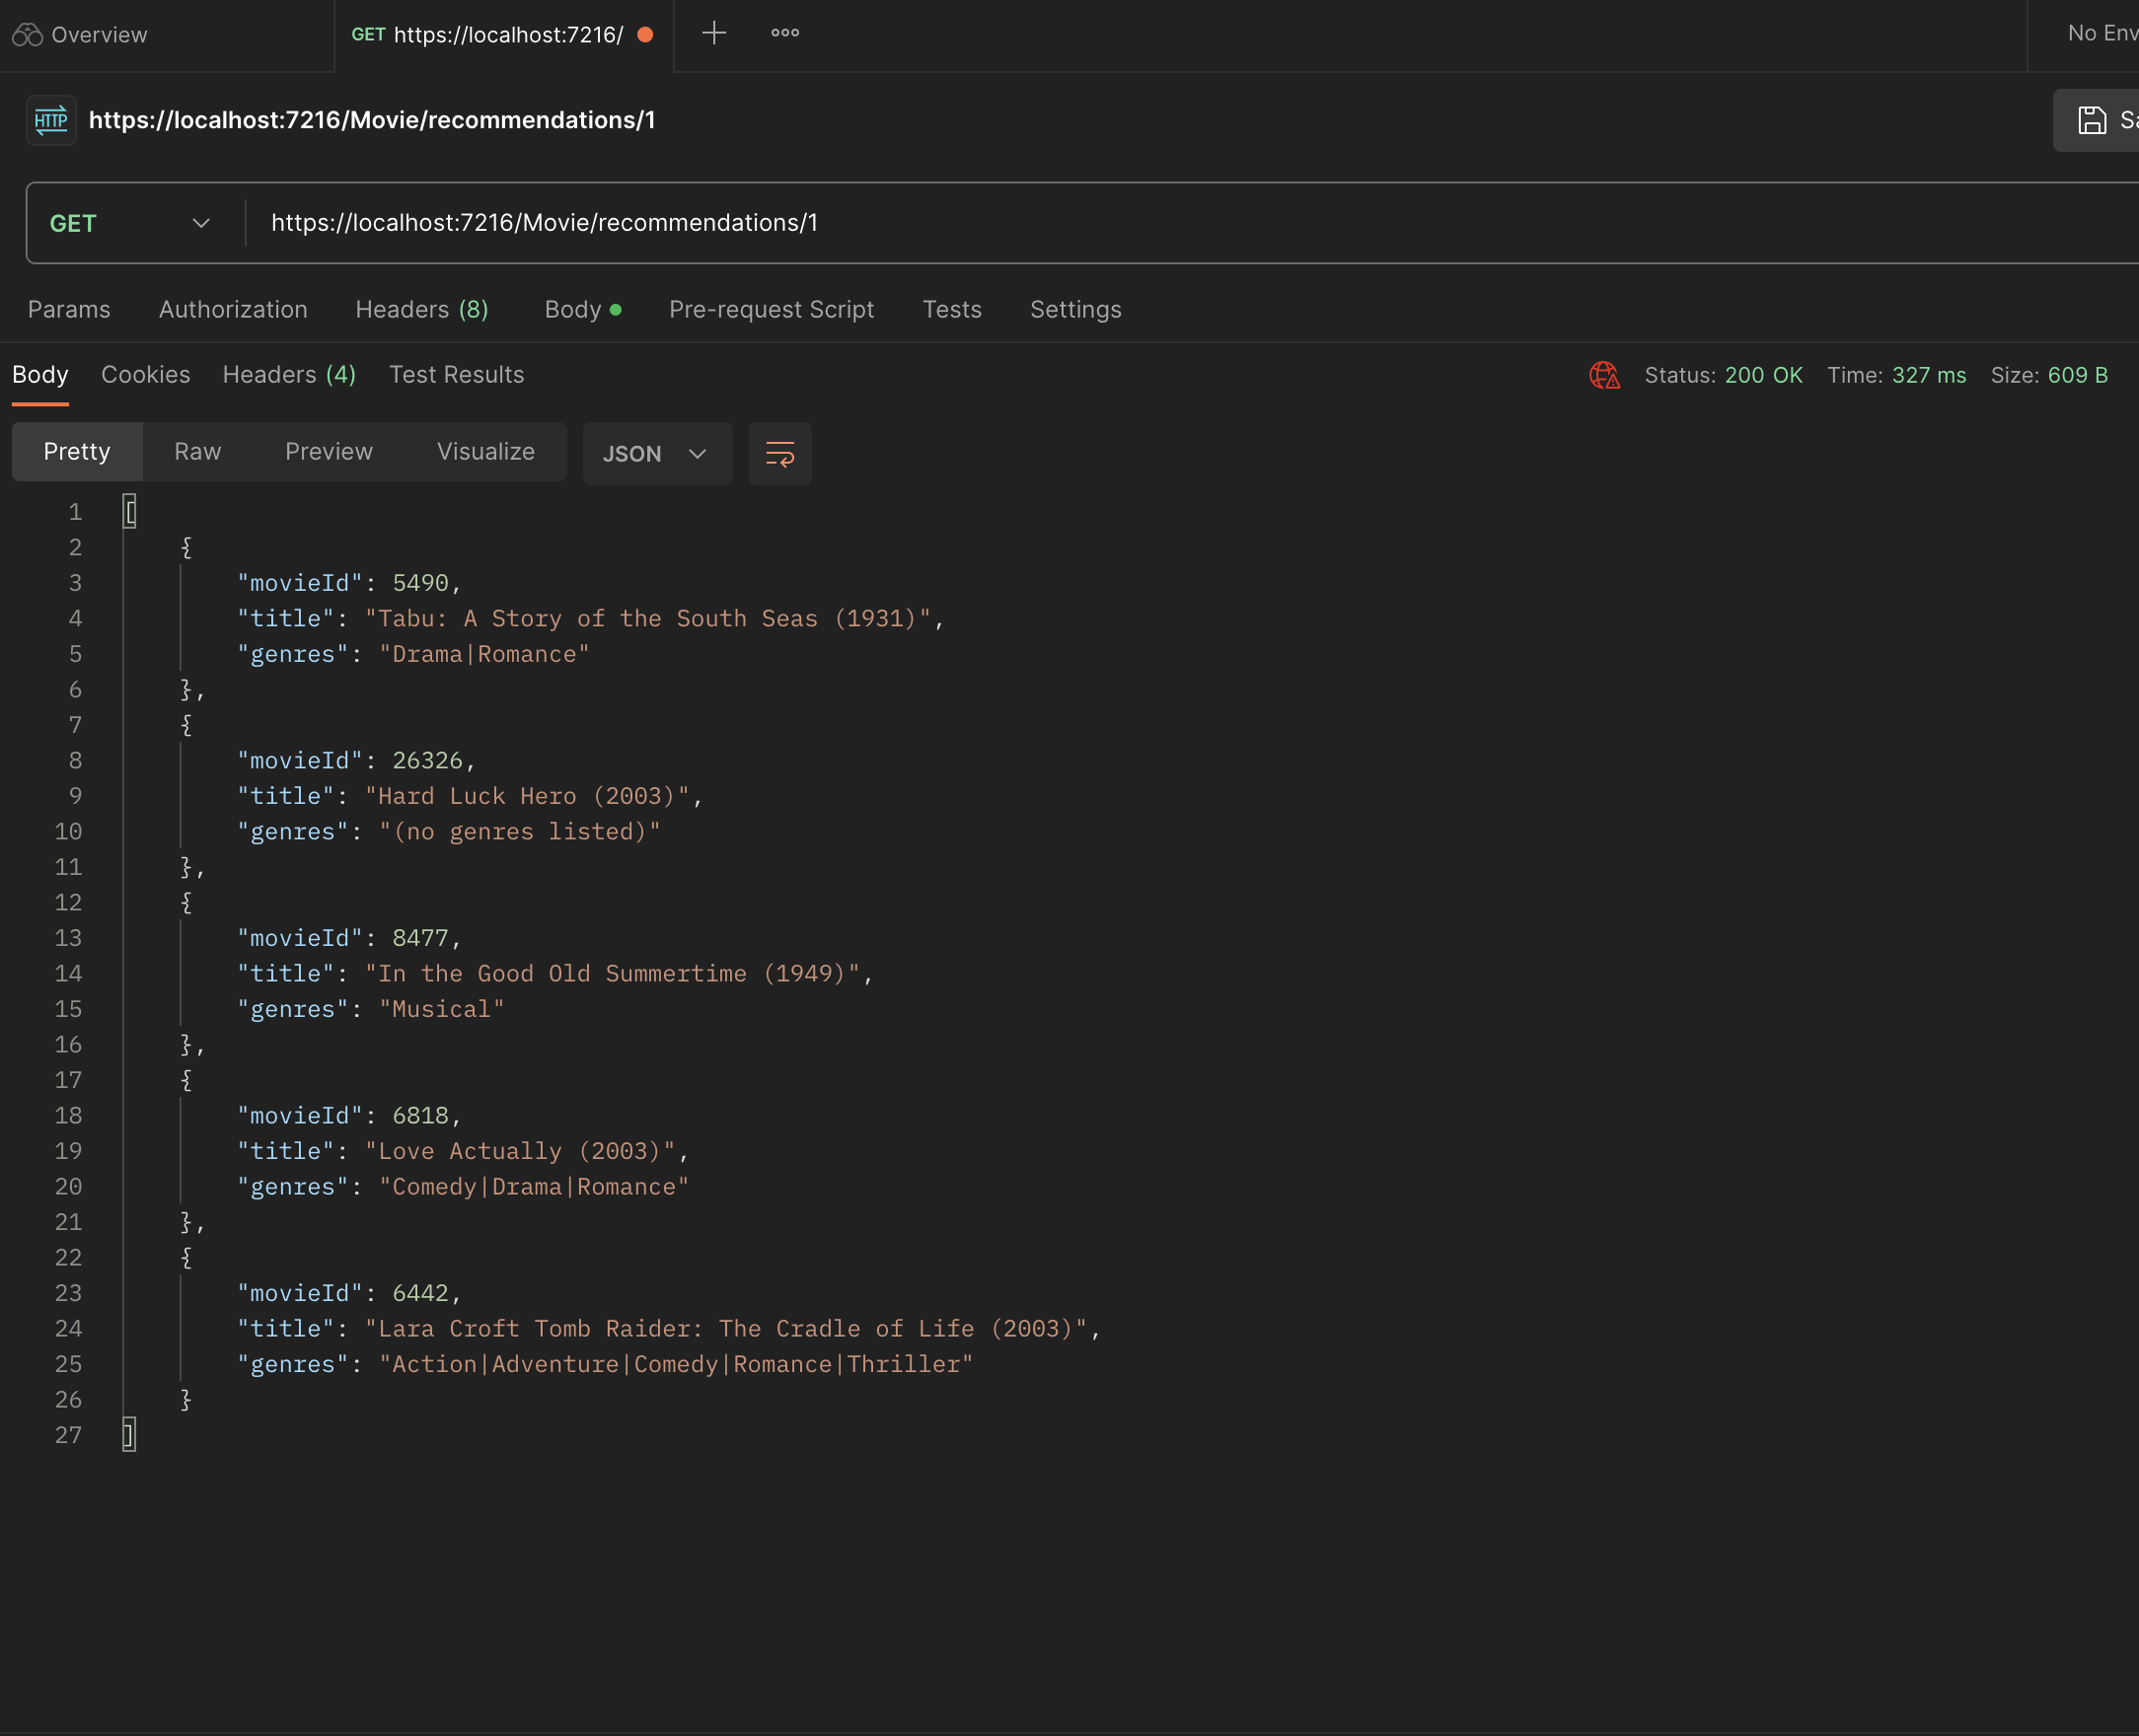 Overview
GET https://localhost:7216/
No Env
HTTP https://localhost:7216/Movie/recommendations/1
Sa
GET https://localhost:7216/Movie/recommendations/1
Params Authorization Headers (8) Body Pre-request Script Tests Settings
Body Cookies Headers (4) Test Results Status: 200 OK Time: 327 ms Size: 609 B
Pretty Raw Preview Visualize JSON
1 [
2 {
3 "movieId": 5490,
4 "title": "Tabu: A Story of the South Seas (1931)",
5 "genres": "Drama|Romance"
6 },
7 {
8 "movieId": 26326,
9 "title": "Hard Luck Hero (2003)",
10 "genres": "(no genres listed)"
11 },
12 {
13 "movieId": 8477,
14 "title": "In the Good Old Summertime (1949)",
15 "genres": "Musical"
16 },
17 {
18 "movieId": 6818,
19 "title": "Love Actually (2003)",
20 "genres": "Comedy|Drama|Romance"
21 },
22 {
23 "movieId": 6442,
24 "title": "Lara Croft Tomb Raider: The Cradle of Life (2003)",
25 "genres": "Action|Adventure|Comedy|Romance|Thriller"
26 }
27 ]